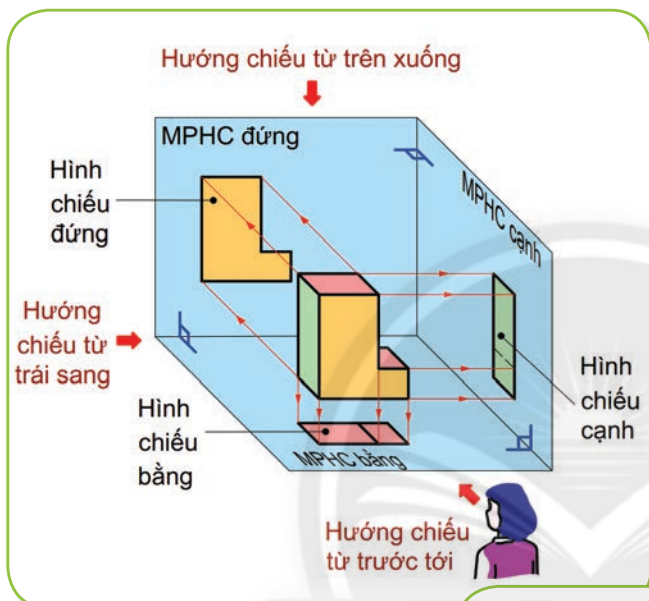 Hướng chiếu từ trên xuống
MPHC đứng
MPHC cạnh
Hình
chiếu
đứng
Hướng
chiếu từ
trái sang
Hình
chiếu
cạnh
Hình
chiếu
bằng
MPHC bằng
Hướng chiếu
từ trước tới